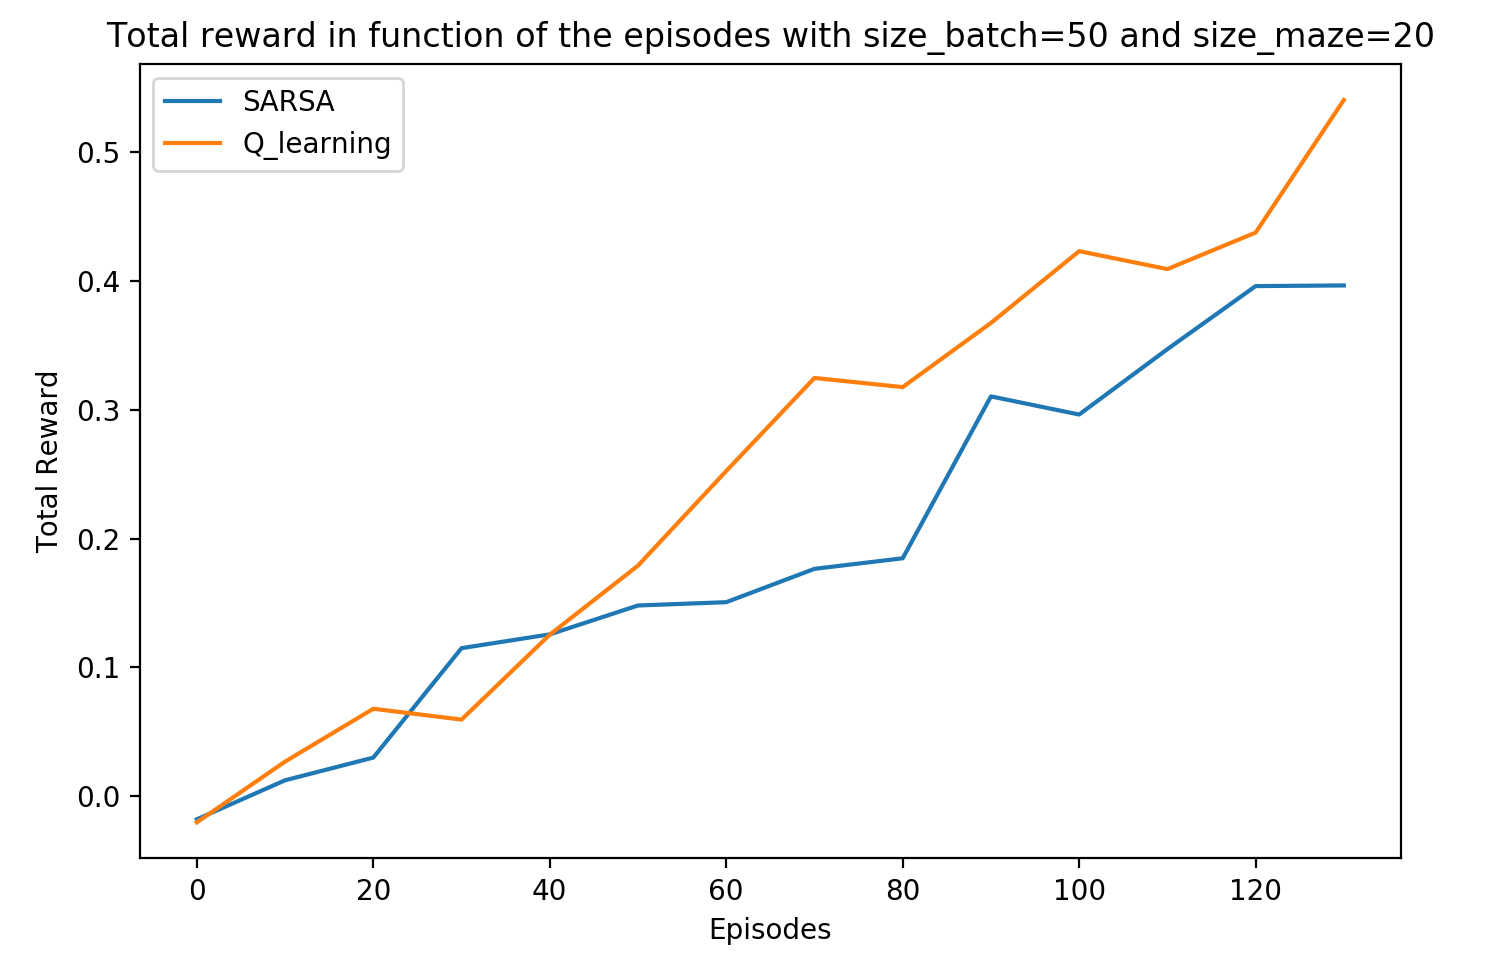 Total reward in function of the episodes with size_batch=50 and size_maze=20
SARSA
Q_learning
0.5
0.4
0.3
0.2
0.1
0.0
Total Reward
0 20 40 60 80 100 120
Episodes